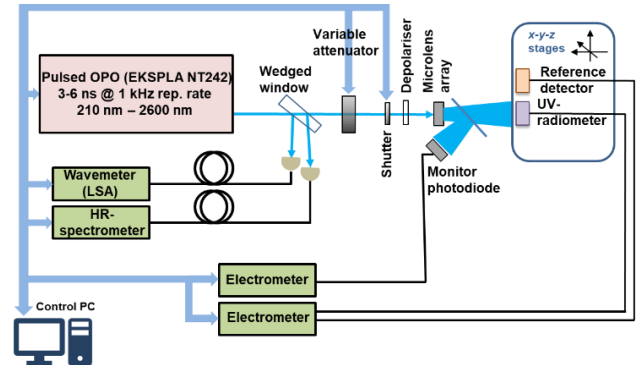 Pulsed OPO (EKSPLA NT242)
3-6 ns @ 1 kHz rep. rate
210 nm – 2600 nm
Wedged
window
Variable
attenuator
Shutter
Depolariser
Microlens
array
x-y-z
stages
Reference
detector
UV-
radiometer
Monitor
photodiode
Wavemeter
(LSA)
HR-
spectrometer
Electrometer
Electrometer
Control PC